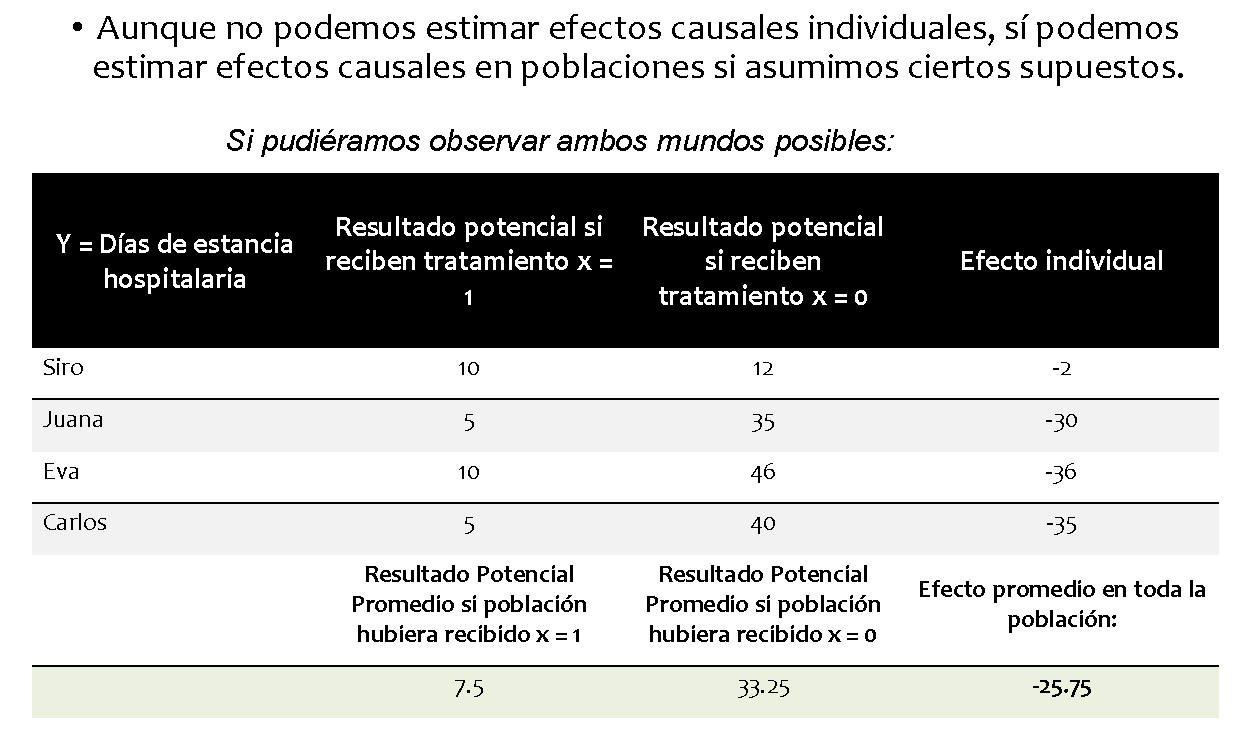 • Aunque no podemos estimar efectos causales individuales, sí podemos
estimar efectos causales en poblaciones si asumimos ciertos supuestos.
Si pudiéramos observar ambos mundos posibles:
Y = Días de estancia
hospitalaria
Resultado potencial si
reciben tratamiento x =
1
Resultado potencial
si reciben
tratamiento x = 0
Efecto individual
Siro 10 12 -2
Juana 5 35 -30
Eva 10 46 -36
Carlos 5 40 -35
Resultado Potencial
Promedio si población
hubiera recibido x = 1
Resultado Potencial
Promedio si población
hubiera recibido x = 0
Efecto promedio en toda la
población:
7.5 33.25 -25.75